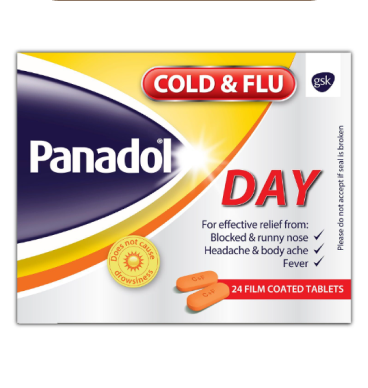 COLD & FLU
gsk
Panadol®
DAY
For effective relief from:
Blocked & runny nose ✓
Headache & body ache ✓
Fever ✓
Does not cause
drowsiness
24 FILM COATED TABLETS
Please do not accept if seal is broken